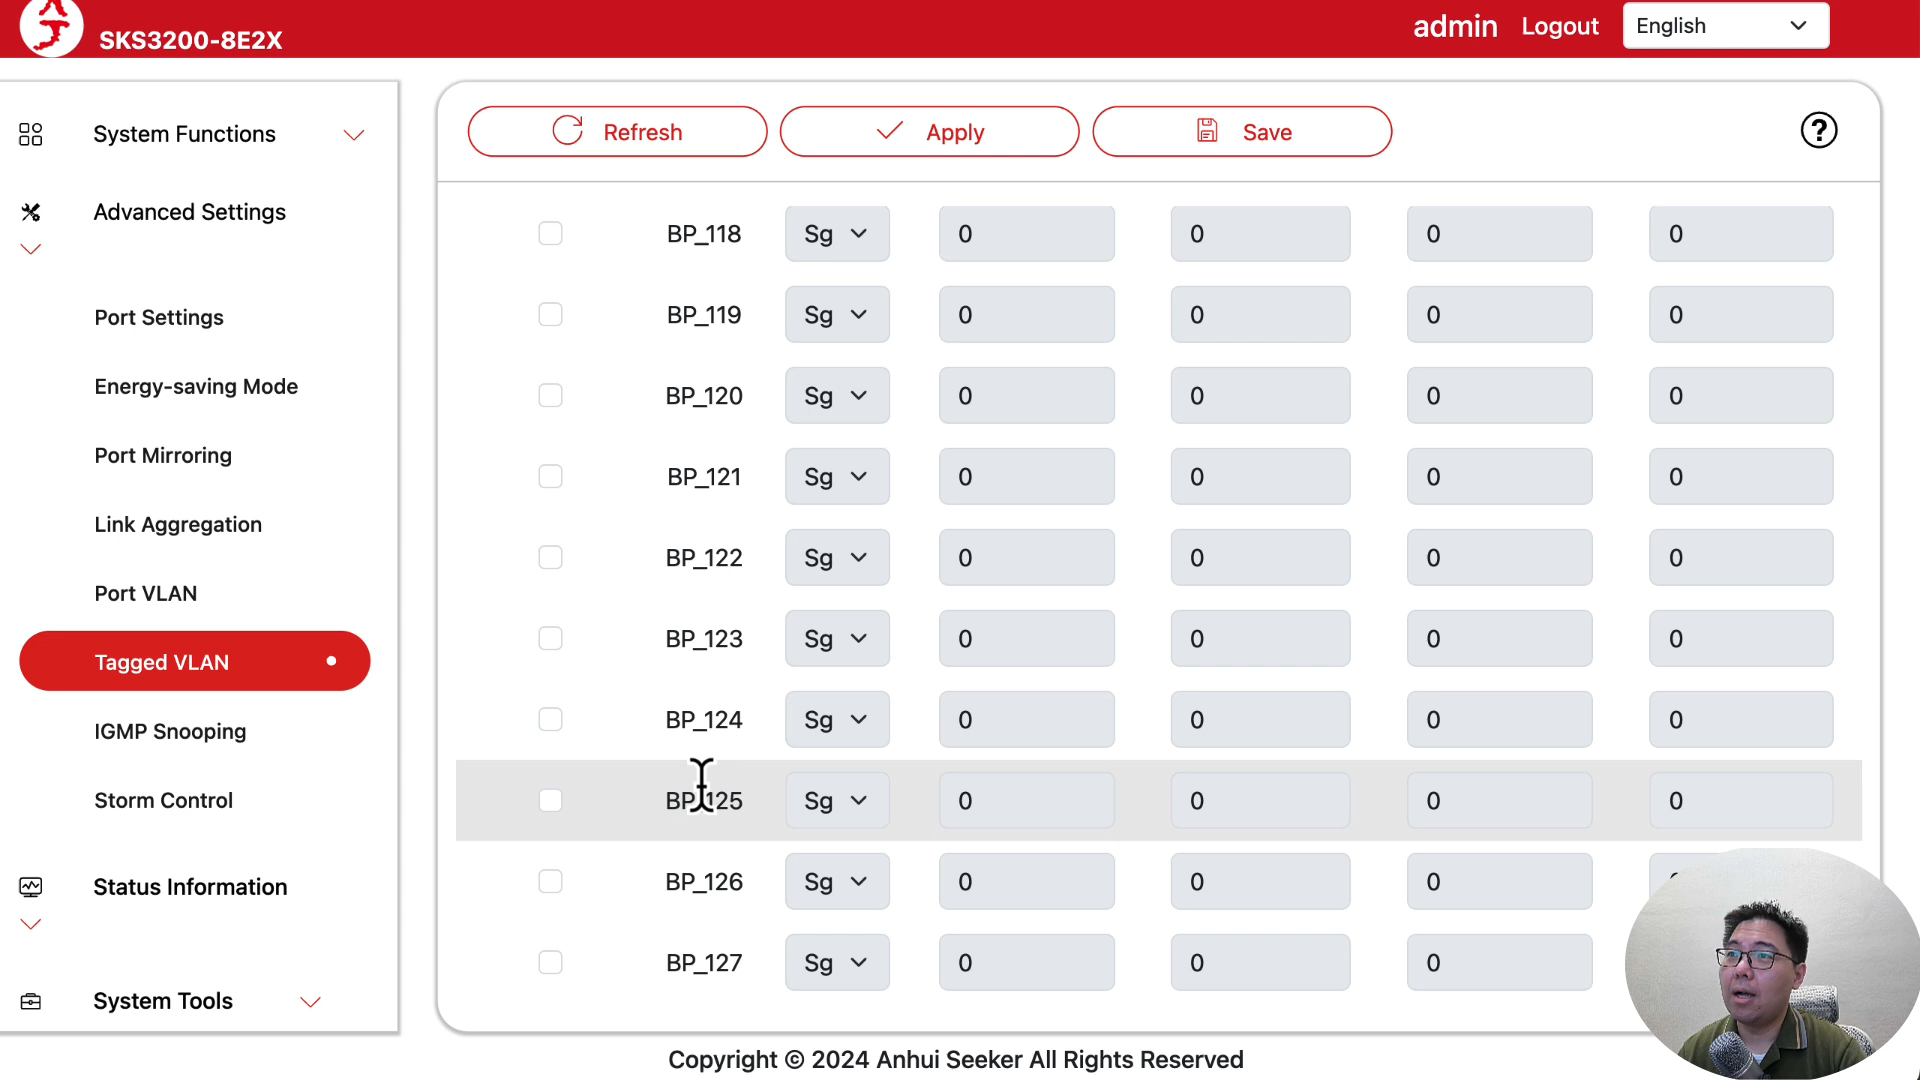 SKS3200-8E2X
admin Logout English
System Functions
Advanced Settings
Port Settings
Energy-saving Mode
Port Mirroring
Link Aggregation
Port VLAN
Tagged VLAN
IGMP Snooping
Storm Control
Status Information
System Tools
Refresh Apply Save ?
BP_118 Sg 0 0 0 0
BP_119 Sg 0 0 0 0
BP_120 Sg 0 0 0 0
BP_121 Sg 0 0 0 0
BP_122 Sg 0 0 0 0
BP_123 Sg 0 0 0 0
BP_124 Sg 0 0 0 0
BP_125 Sg 0 0 0 0
BP_126 Sg 0 0 0
BP_127 Sg 0 0 0
Copyright © 2024 Anhui Seeker All Rights Reserved